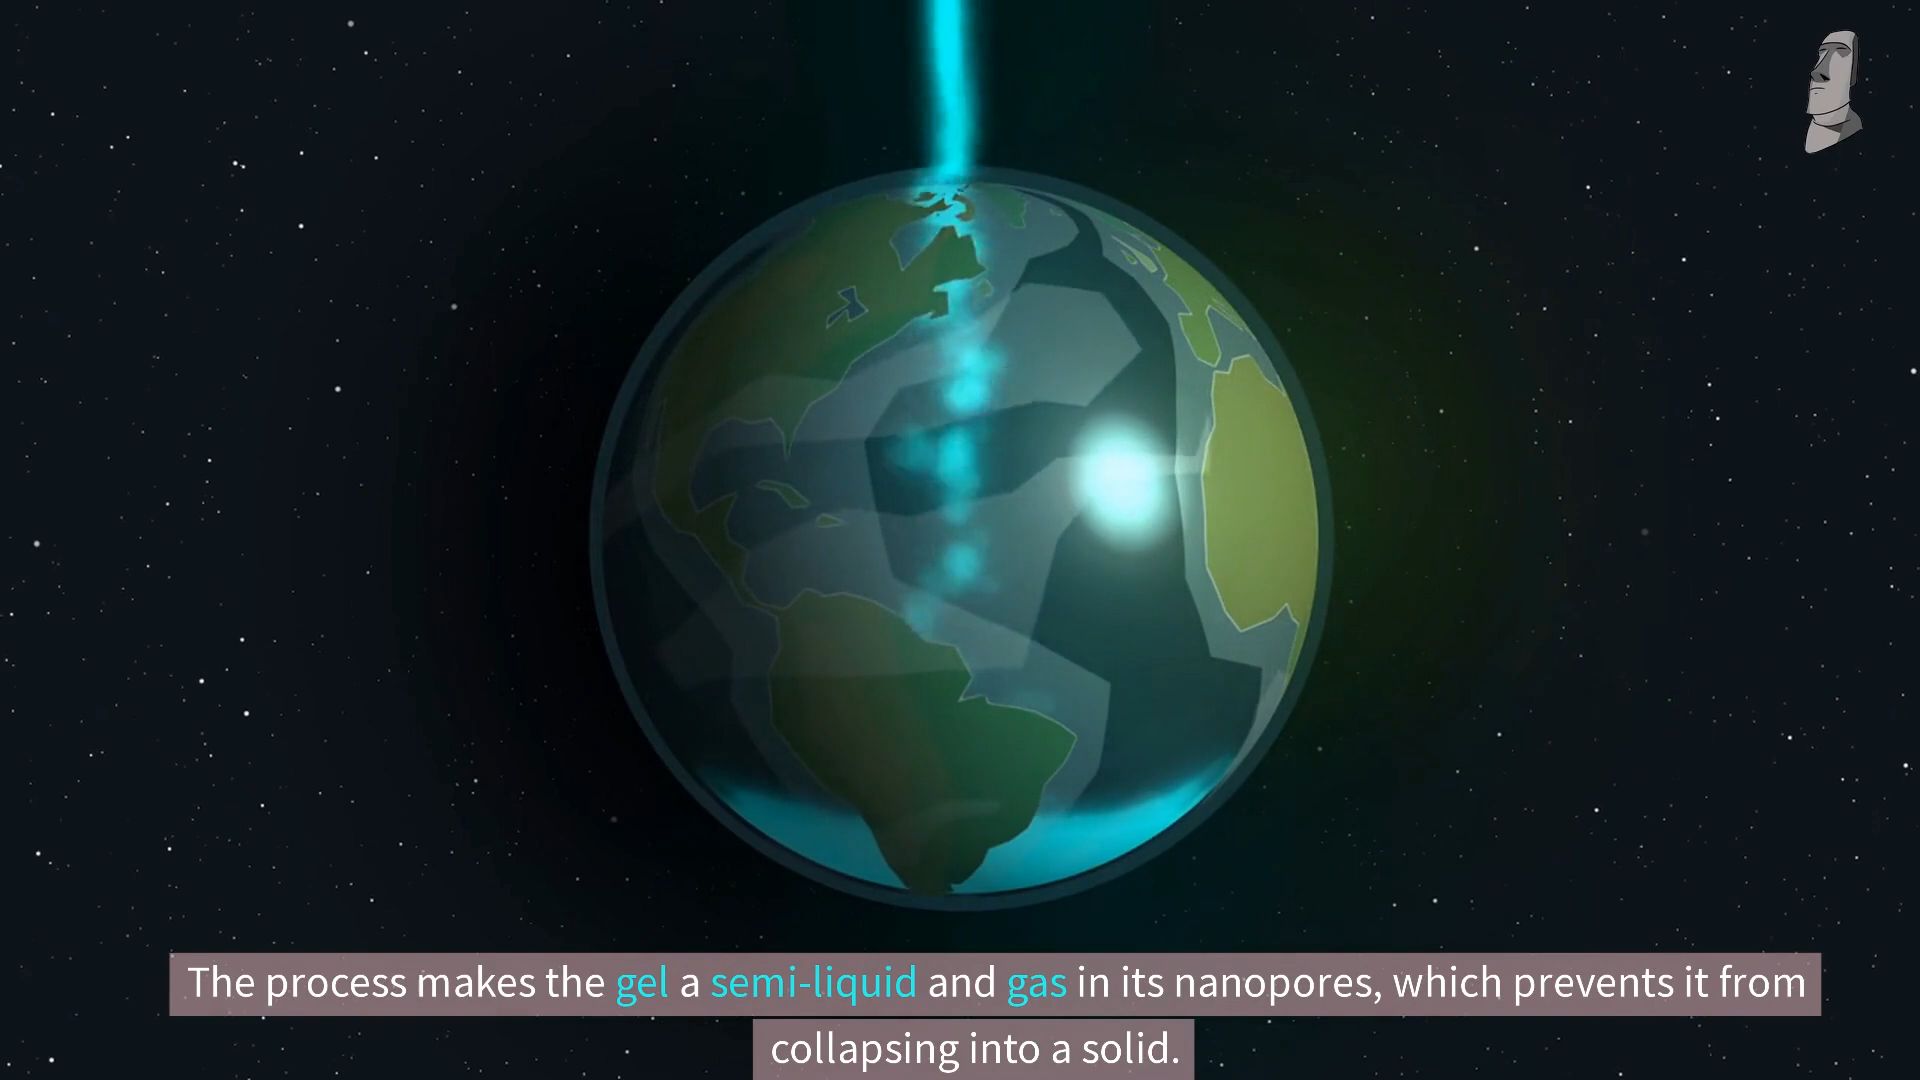 The process makes the gel a semi-liquid and gas in its nanopores, which prevents it from
collapsing into a solid.